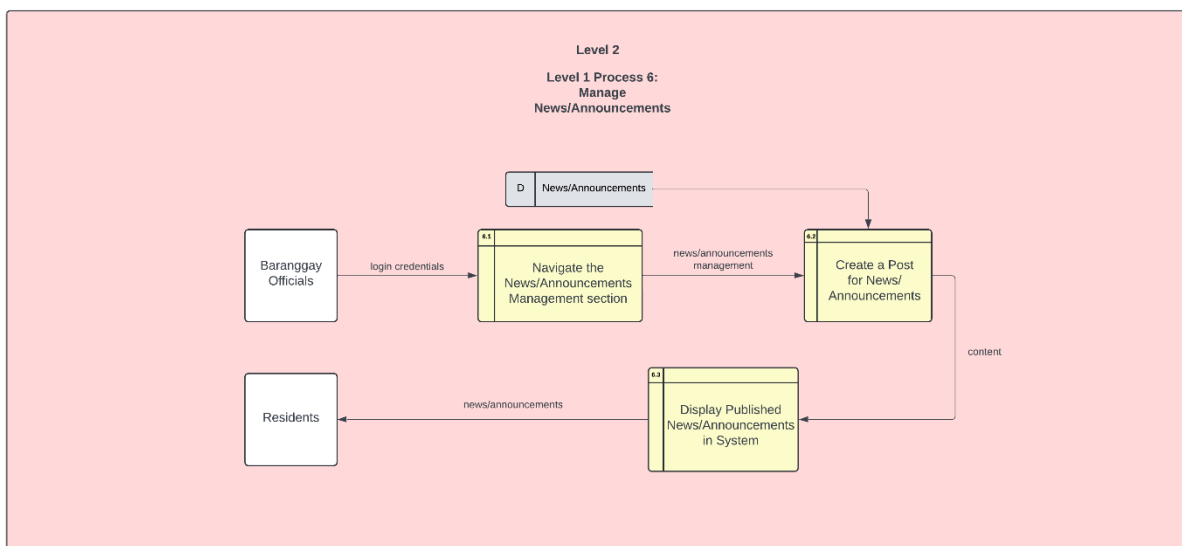 Level 2
Level 1 Process 6:
Manage
News/Announcements
D
News/Announcements
Baranggay
Officials
login credentials
6.1
Navigate the
News/Announcements
Management section
news/announcements
management
6.2
Create a Post
for News/
Announcements
content
Residents
news/announcements
6.3
Display Published
News/Announcements
in System